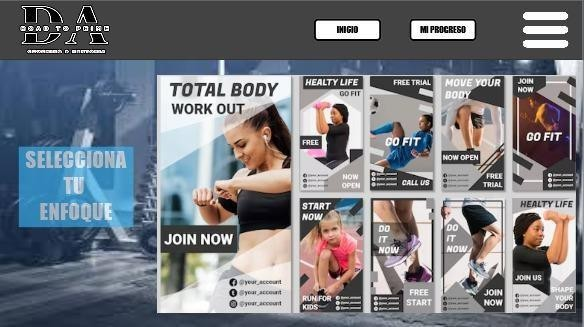 DA
ROAD TO PRIME
INICIO
MI PROGRESO
SELECCIONA
TU
ENFOQUE
TOTAL BODY
WORK OUT
JOIN NOW
@your_account
@your_account
@your_account
HEALTY LIFE
GO FIT
FREE
NOW
OPEN
FREE TRIAL
GO FIT
CALL US
MOVE YOUR
BODY
NOW OPEN
FREE
TRIAL
JOIN
NOW
GO FIT
START
NOW
RUN FOR
KIDS
DO
IT
NOW
FREE
START
DO
IT
NOW
JOIN
NOW
HEALTY LIFE
JOIN US
SHAPE
YOUR
BODY